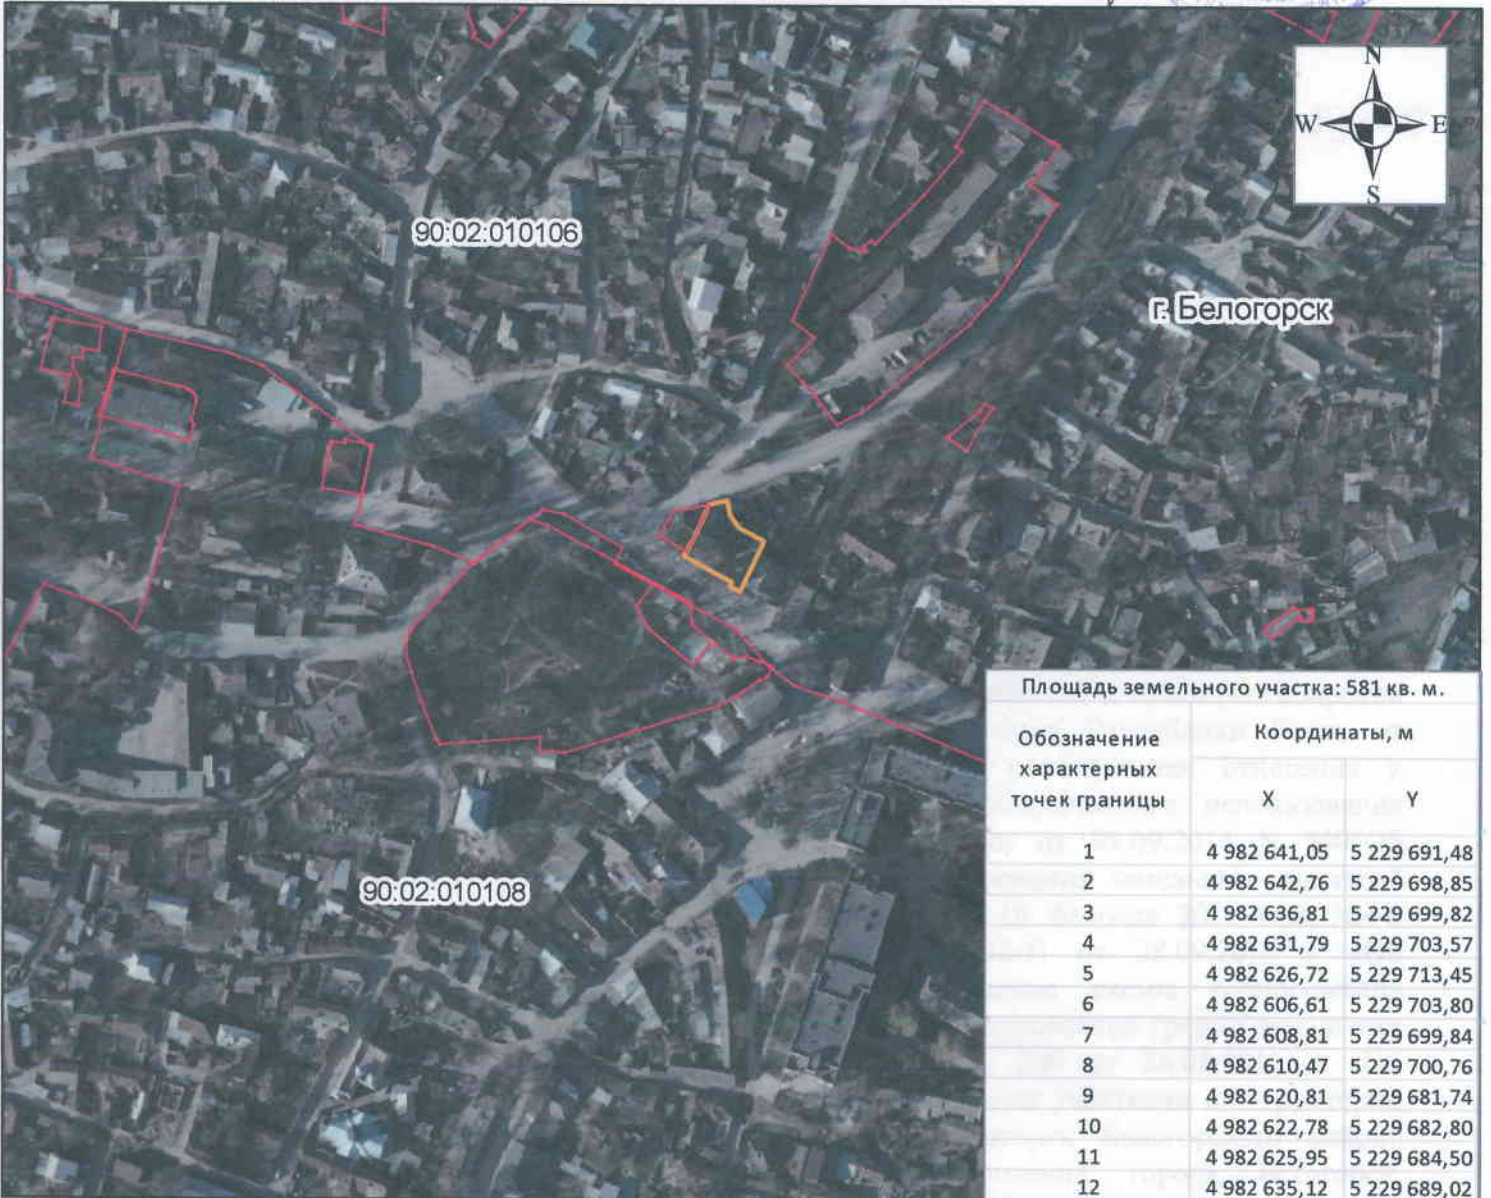 N
W E
S
90:02:010106
г. Белогорск
90:02:010108
Площадь земельного участка: 581 кв. м.
Обозначение характерных точек границы
Координаты, м
X Y
1 4 982 641,05 5 229 691,48
2 4 982 642,76 5 229 698,85
3 4 982 636,81 5 229 699,82
4 4 982 631,79 5 229 703,57
5 4 982 626,72 5 229 713,45
6 4 982 606,61 5 229 703,80
7 4 982 608,81 5 229 699,84
8 4 982 610,47 5 229 700,76
9 4 982 620,81 5 229 681,74
10 4 982 622,78 5 229 682,80
11 4 982 625,95 5 229 684,50
12 4 982 635,12 5 229 689,02